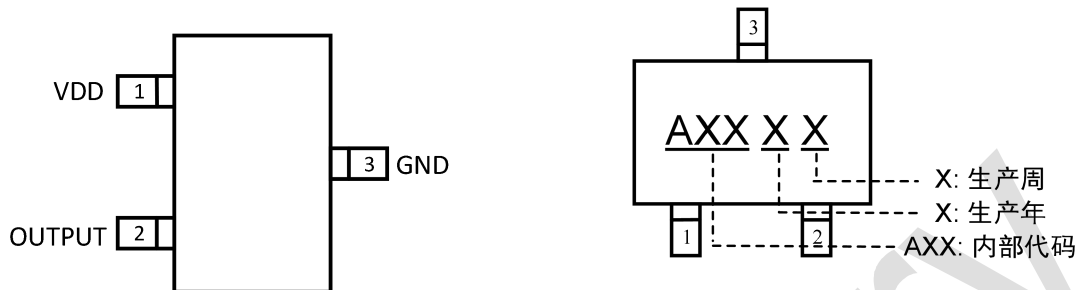 VDD 1
3 GND
OUTPUT 2
3
AXX X X
X: 生产周
X: 生产年
1 2
AXX: 内部代码